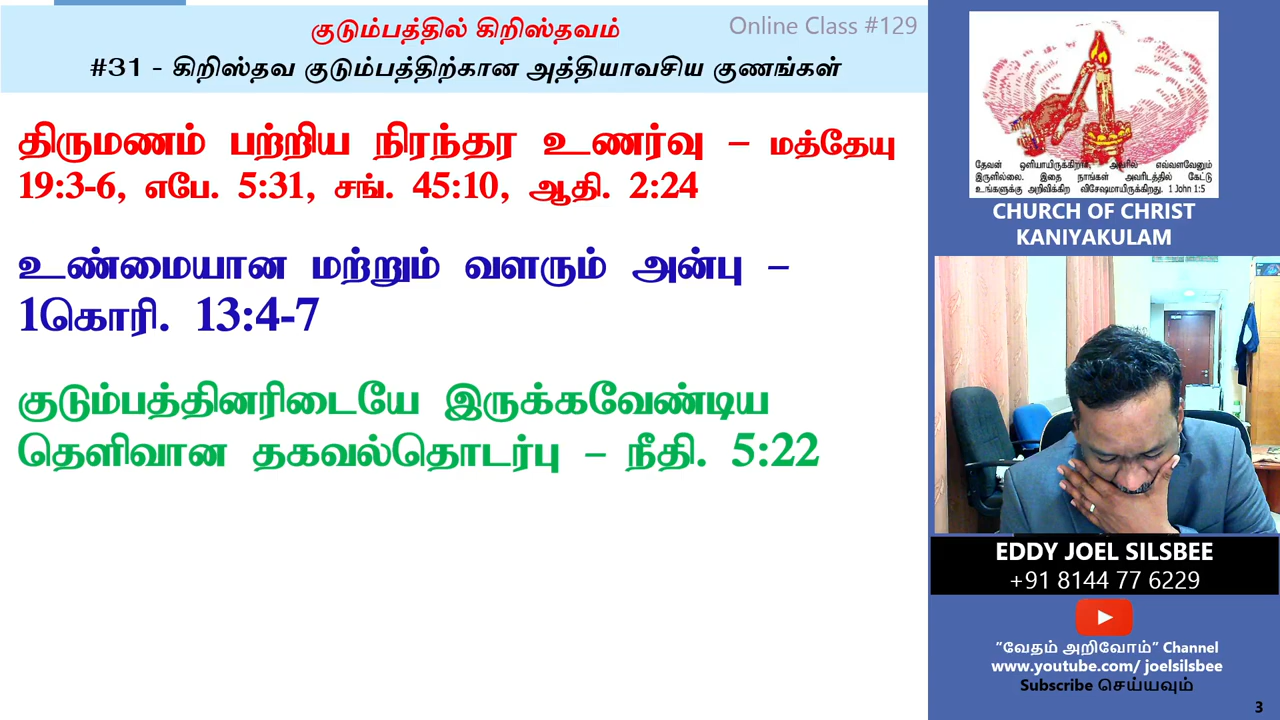 குடும்பத்தில் கிறிஸ்தவம்
Online Class #129
#31 - கிறிஸ்தவ குடும்பத்திற்கான அத்தியாவசிய குணங்கள்
திருமணம் பற்றிய நிரந்தர உணர்வு – மத்தேயு
19:3-6, எபே. 5:31, சங். 45:10, ஆதி. 2:24
உண்மையான மற்றும் வளரும் அன்பு –
1கொரி. 13:4-7
குடும்பத்தினரிடையே இருக்கவேண்டிய
தெளிவான தகவல்தொடர்பு – நீதி. 5:22
தேவன் ஒளியாயிருக்கிறார், அவரில் எவ்வளவேனும்
இருளில்லை. இதை நாங்கள் அவரிடத்தில் கேட்டு
உங்களுக்கு அறிவிக்கிற விசேஷமாயிருக்கிறது. 1 John 1:5
CHURCH OF CHRIST
KANIYAKULAM
EDDY JOEL SILSBEE
+91 8144 77 6229
"வேதம் அறிவோம்" Channel
www.youtube.com/ joelsilsbee
Subscribe செய்யவும்
3